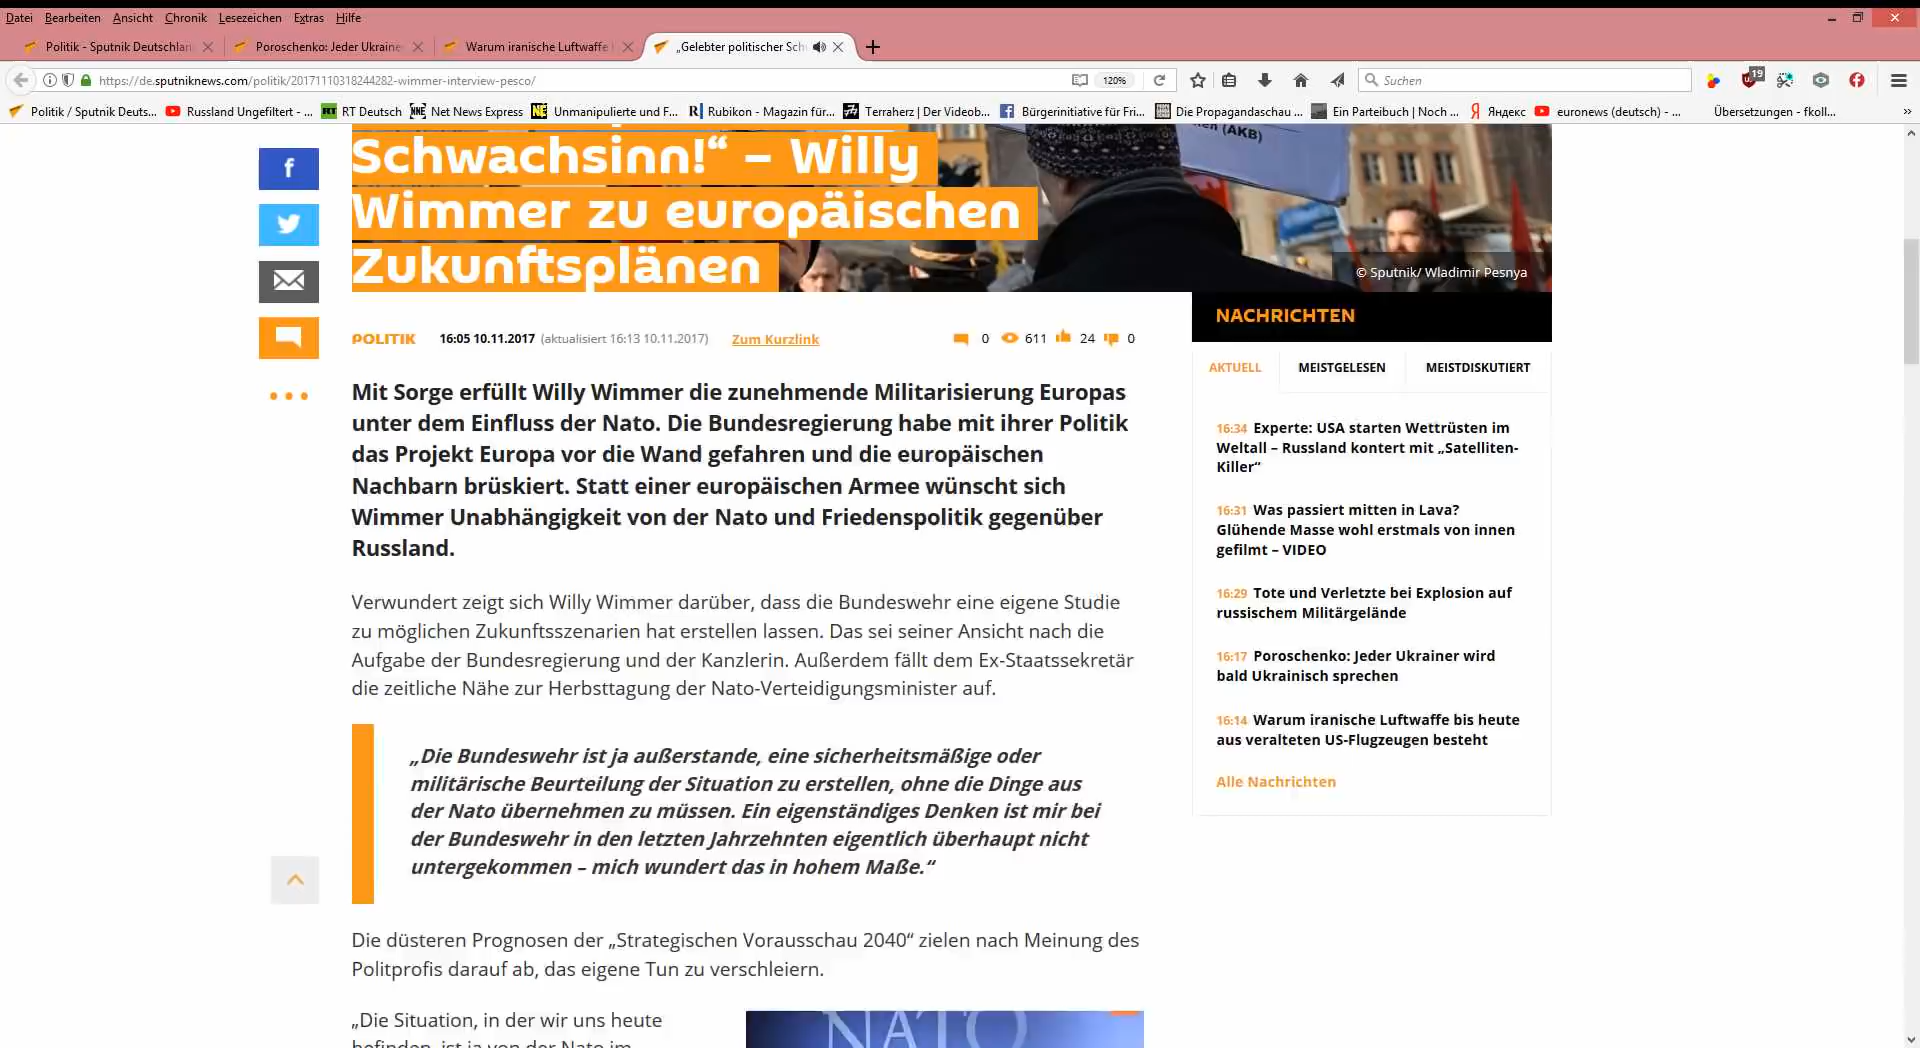 Datei Bearbeiten Ansicht Chronik Lesezeichen Extras Hilfe
Politik - Sputnik Deutschlan
Poroschenko: Jeder Ukraine
Warum iranische Luftwaffe
„Gelebter politischer Sch
https://de.sputniknews.com/politik/20171110318244282-wimmer-interview-pesco/
120%
Suchen
19
Politik / Sputnik Deuts...
Russland Ungefiltert - ...
RT Deutsch
Net News Express
Unmanipulierte und F...
Rubikon - Magazin für...
Terraherz | Der Videob...
Bürgerinitiative für Fri...
Die Propagandaschau ...
Ein Parteibuch | Noch ...
Яндекс
euronews (deutsch) - ...
Übersetzungen - fkoll...
(AKB)
Schwachsinn!“ – Willy
Wimmer zu europäischen
Zukunftsplänen
© Sputnik/ Wladimir Pesnya
POLITIK 16:05 10.11.2017 (aktualisiert 16:13 10.11.2017) Zum Kurzlink 0 611 24 0
Mit Sorge erfüllt Willy Wimmer die zunehmende Militarisierung Europas
unter dem Einfluss der Nato. Die Bundesregierung habe mit ihrer Politik
das Projekt Europa vor die Wand gefahren und die europäischen
Nachbarn brüskiert. Statt einer europäischen Armee wünscht sich
Wimmer Unabhängigkeit von der Nato und Friedenspolitik gegenüber
Russland.
Verwundert zeigt sich Willy Wimmer darüber, dass die Bundeswehr eine eigene Studie
zu möglichen Zukunftsszenarien hat erstellen lassen. Das sei seiner Ansicht nach die
Aufgabe der Bundesregierung und der Kanzlerin. Außerdem fällt dem Ex-Staatssekretär
die zeitliche Nähe zur Herbsttagung der Nato-Verteidigungsminister auf.
„Die Bundeswehr ist ja außerstande, eine sicherheitsmäßige oder
militärische Beurteilung der Situation zu erstellen, ohne die Dinge aus
der Nato übernehmen zu müssen. Ein eigenständiges Denken ist mir bei
der Bundeswehr in den letzten Jahrzehnten eigentlich überhaupt nicht
untergekommen – mich wundert das in hohem Maße.“
Die düsteren Prognosen der „Strategischen Vorausschau 2040“ zielen nach Meinung des
Politprofis darauf ab, das eigene Tun zu verschleiern.
„Die Situation, in der wir uns heute
befinden, ist ja von der Nato im
NATO
NACHRICHTEN
AKTUELL MEISTGELESEN MEISTDISKUTIERT
16:34 Experte: USA starten Wettrüsten im
Weltall – Russland kontert mit „Satelliten-
Killer“
16:31 Was passiert mitten in Lava?
Glühende Masse wohl erstmals von innen
gefilmt – VIDEO
16:29 Tote und Verletzte bei Explosion auf
russischem Militärgelände
16:17 Poroschenko: Jeder Ukrainer wird
bald Ukrainisch sprechen
16:14 Warum iranische Luftwaffe bis heute
aus veralteten US-Flugzeugen besteht
Alle Nachrichten